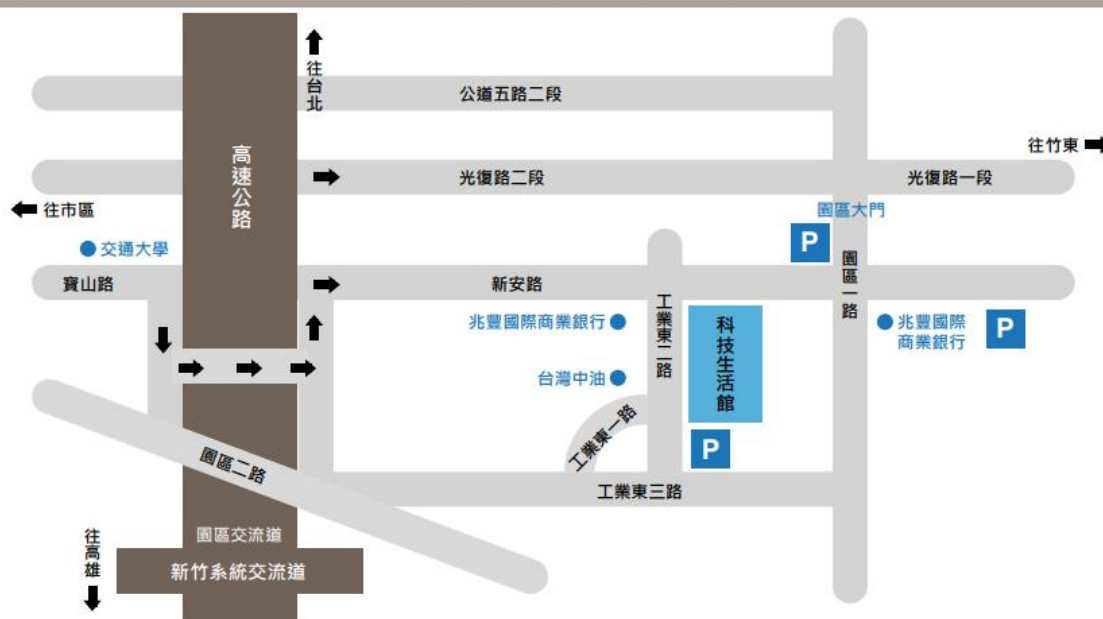 往台北
公道五路二段
高速公路
往竹東
光復路二段
光復路一段
往市區
園區大門
交通大學
P
園區一路
寶山路
新安路
工業東二路
兆豐國際商業銀行
科技生活館
兆豐國際
商業銀行
P
台灣中油
工業東一路
P
園區二路
工業東三路
往高雄
園區交流道
新竹系統交流道